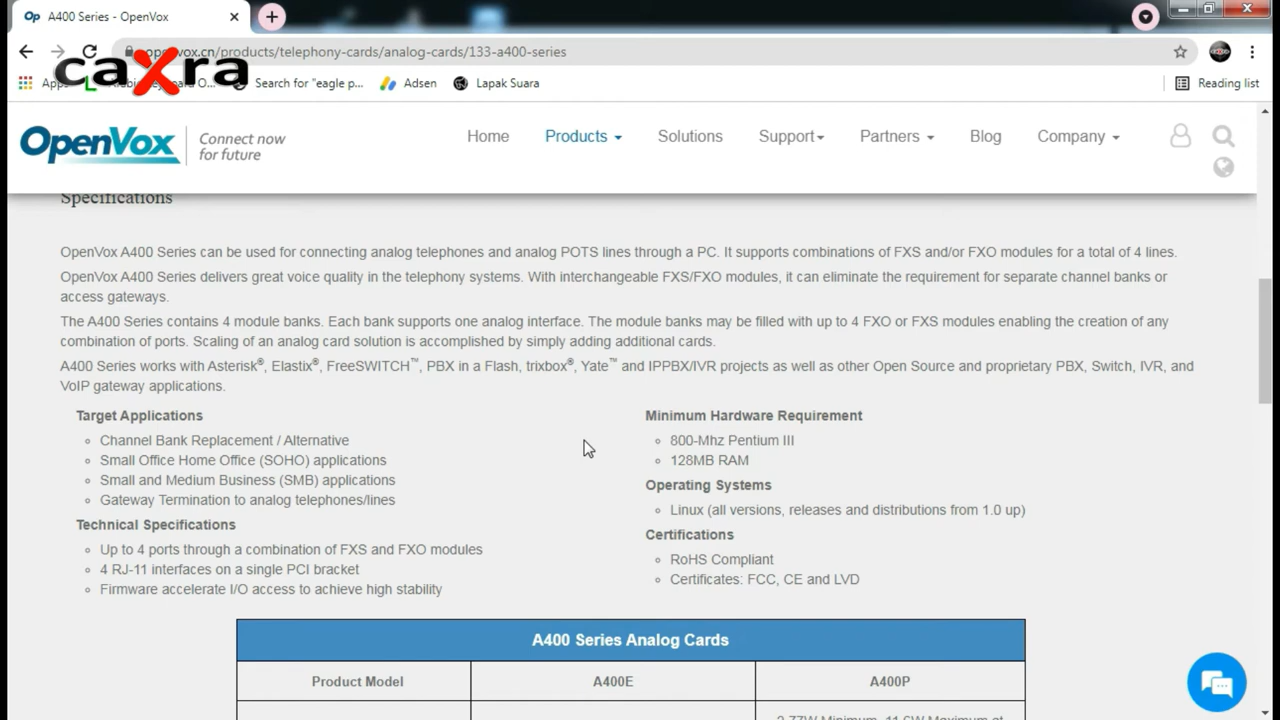 Op A400 Series - OpenVox
openvox.cn/products/telephony-cards/analog-cards/133-a400-series
caXra
Apps
Search for "eagle p...
Adsen
Lapak Suara
Reading list
OpenVox
Connect now
for future
Home
Products
Solutions
Support
Partners
Blog
Company
Specifications
OpenVox A400 Series can be used for connecting analog telephones and analog POTS lines through a PC. It supports combinations of FXS and/or FXO modules for a total of 4 lines.
OpenVox A400 Series delivers great voice quality in the telephony systems. With interchangeable FXS/FXO modules, it can eliminate the requirement for separate channel banks or
access gateways.
The A400 Series contains 4 module banks. Each bank supports one analog interface. The module banks may be filled with up to 4 FXO or FXS modules enabling the creation of any
combination of ports. Scaling of an analog card solution is accomplished by simply adding additional cards.
A400 Series works with Asterisk®, Elastix®, FreeSWITCH™, PBX in a Flash, trixbox®, Yate™ and IPPBX/IVR projects as well as other Open Source and proprietary PBX, Switch, IVR, and
VoIP gateway applications.
Target Applications
Channel Bank Replacement / Alternative
Small Office Home Office (SOHO) applications
Small and Medium Business (SMB) applications
Gateway Termination to analog telephones/lines
Technical Specifications
Up to 4 ports through a combination of FXS and FXO modules
4 RJ-11 interfaces on a single PCI bracket
Firmware accelerate I/O access to achieve high stability
Minimum Hardware Requirement
800-Mhz Pentium III
128MB RAM
Operating Systems
Linux (all versions, releases and distributions from 1.0 up)
Certifications
RoHS Compliant
Certificates: FCC, CE and LVD
A400 Series Analog Cards
Product Model
A400E
A400P
2.77W Minimum, 11.6W Maximum at